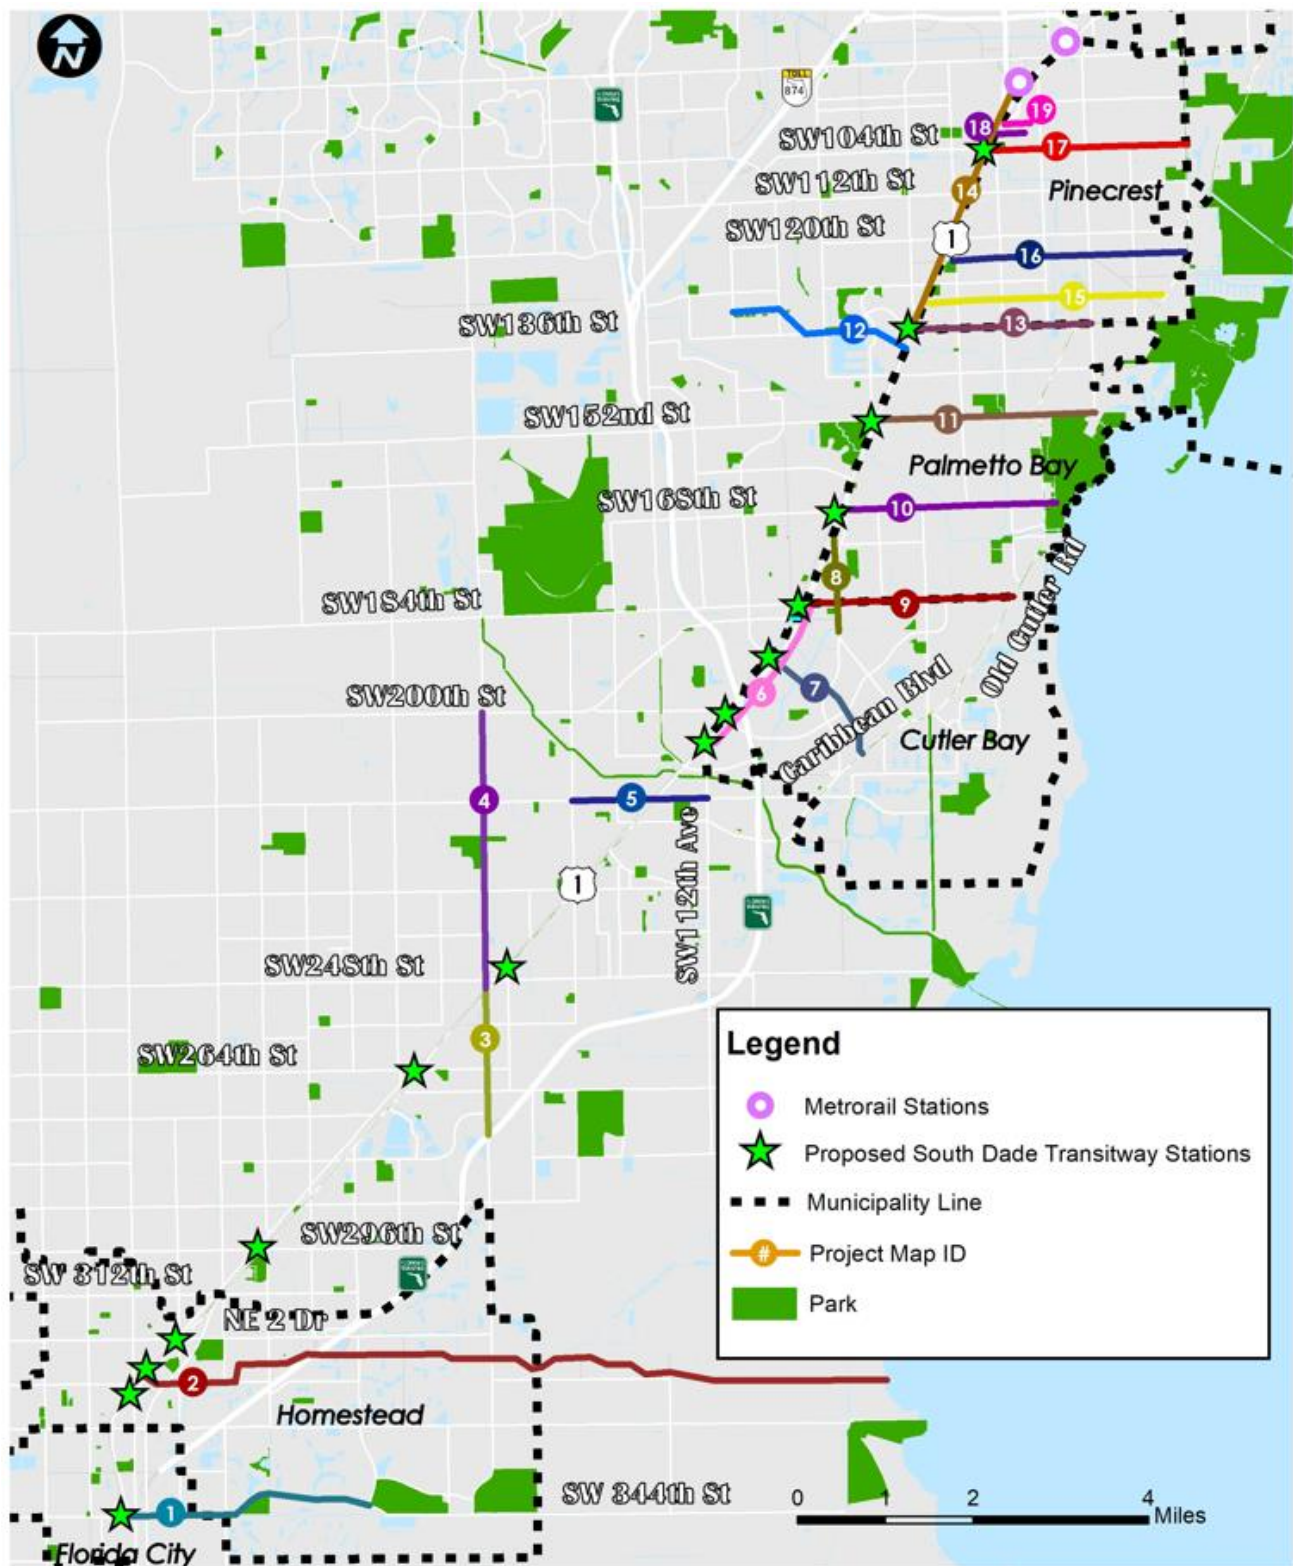 N
TOLL
874
19
18
SW104th St
17
SW112th St
14
Pinecrest
SW120th St
1
16
15
SW136th St
12
13
SW152nd St
11
Palmetto Bay
SW168th St
10
8
SW184th St
9
Old Cutler Rd
SW200th St
6
7
Caribbean Blvd
Cutler Bay
4
5
SW112th Ave
1
SW248th St
3
SW264th St
Legend
Metrorail Stations
Proposed South Dade Transitway Stations
Municipality Line
# Project Map ID
Park
SW296th St
SW 312th St
NE 2 Dr
2
Homestead
SW 344th St
1
Florida City
0 1 2 4
Miles